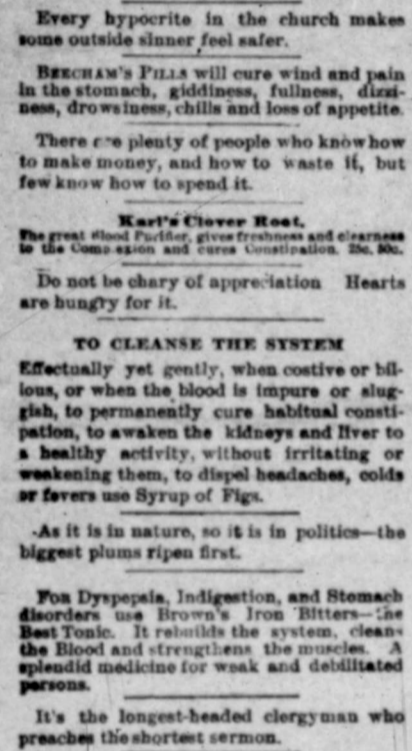 Every hypocrite in the church makes
some outside sinner feel safer.
BEECHAM'S PILLS will cure wind and pain
in the stomach, giddiness, fullness, dizzi-
ness, drowsiness, chills and loss of appetite.
There are plenty of people who know how
to make money, and how to waste it, but
few know how to spend it.
Karl's Clover Root.
The great Blood Purifier, gives freshness and clearness
to the Complexion and cures Constipation. 25c. 50c.
Do not be chary of appreciation Hearts
are hungry for it.
TO CLEANSE THE SYSTEM
Effectually yet gently, when costive or bil-
ious, or when the blood is impure or slug-
gish, to permanently cure habitual consti-
pation, to awaken the kidneys and liver to
a healthy activity, without irritating or
weakening them, to dispel headaches, colds
or fevers use Syrup of Figs.
-As it is in nature, so it is in politics—the
biggest plums ripen first.
FOR Dyspepsia, Indigestion, and Stomach
disorders use Brown's Iron Bitters—the
Best Tonic. It rebuilds the system, cleans
the Blood and strengthens the muscles. A
splendid medicine for weak and debilitated
persons.
It's the longest-headed clergyman who
preaches the shortest sermon.